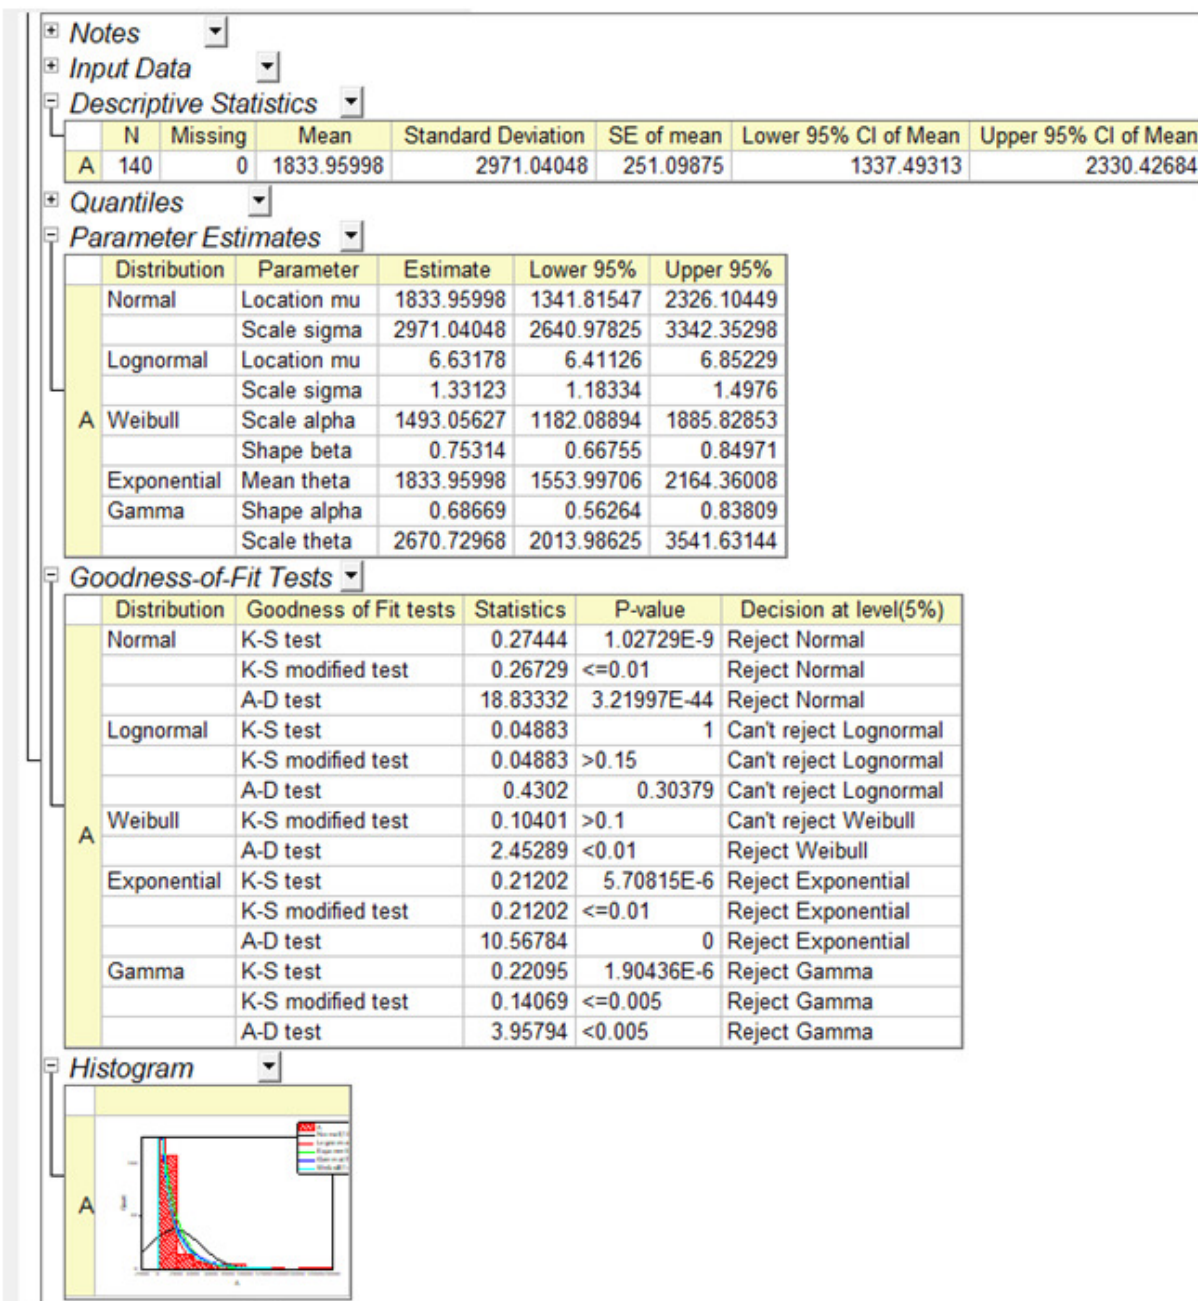 Notes
Input Data
Descriptive Statistics
N Missing Mean Standard Deviation SE of mean Lower 95% CI of Mean Upper 95% CI of Mean
A 140 0 1833.95998 2971.04048 251.09875 1337.49313 2330.42684
Quantiles
Parameter Estimates
Distribution Parameter Estimate Lower 95% Upper 95%
Normal Location mu 1833.95998 1341.81547 2326.10449
Scale sigma 2971.04048 2640.97825 3342.35298
Lognormal Location mu 6.63178 6.41126 6.85229
Scale sigma 1.33123 1.18334 1.4976
A Weibull Scale alpha 1493.05627 1182.08894 1885.82853
Shape beta 0.75314 0.66755 0.84971
Exponential Mean theta 1833.95998 1553.99706 2164.36008
Gamma Shape alpha 0.68669 0.56264 0.83809
Scale theta 2670.72968 2013.98625 3541.63144
Goodness-of-Fit Tests
Distribution Goodness of Fit tests Statistics P-value Decision at level(5%)
Normal K-S test 0.27444 1.02729E-9 Reject Normal
K-S modified test 0.26729 <=0.01 Reject Normal
A-D test 18.83332 3.21997E-44 Reject Normal
Lognormal K-S test 0.04883 1 Can't reject Lognormal
K-S modified test 0.04883 >0.15 Can't reject Lognormal
A-D test 0.4302 0.30379 Can't reject Lognormal
A Weibull K-S modified test 0.10401 >0.1 Can't reject Weibull
A-D test 2.45289 <0.01 Reject Weibull
Exponential K-S test 0.21202 5.70815E-6 Reject Exponential
K-S modified test 0.21202 <=0.01 Reject Exponential
A-D test 10.56784 0 Reject Exponential
Gamma K-S test 0.22095 1.90436E-6 Reject Gamma
K-S modified test 0.14069 <=0.005 Reject Gamma
A-D test 3.95794 <0.005 Reject Gamma
Histogram
A